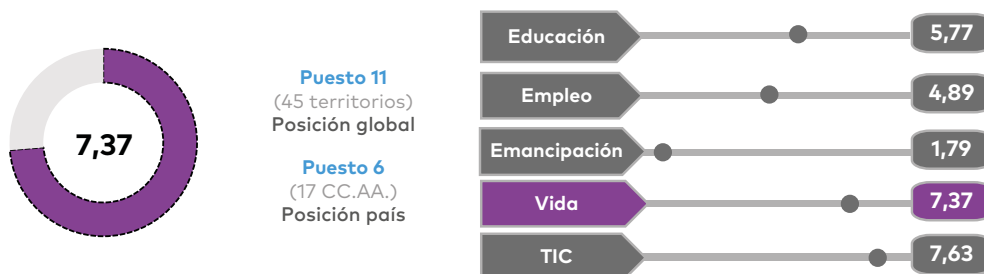 7,37
Puesto 11
(45 territorios)
Posición global
Puesto 6
(17 CC.AA.)
Posición país
Educación 5,77
Empleo 4,89
Emancipación 1,79
Vida 7,37
TIC 7,63